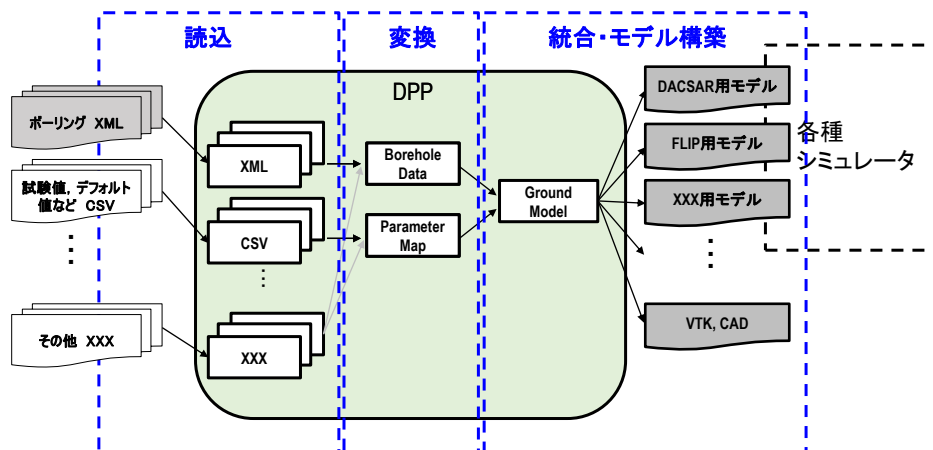 読込
変換
統合・モデル構築
DPP
ボーリング XML
試験値，デフォルト
値など CSV
⋮
その他 XXX
XML
CSV
⋮
XXX
Borehole
Data
Parameter
Map
Ground
Model
DACSAR用モデル
FLIP用モデル
XXX用モデル
⋮
VTK, CAD
各種
シミュレータ